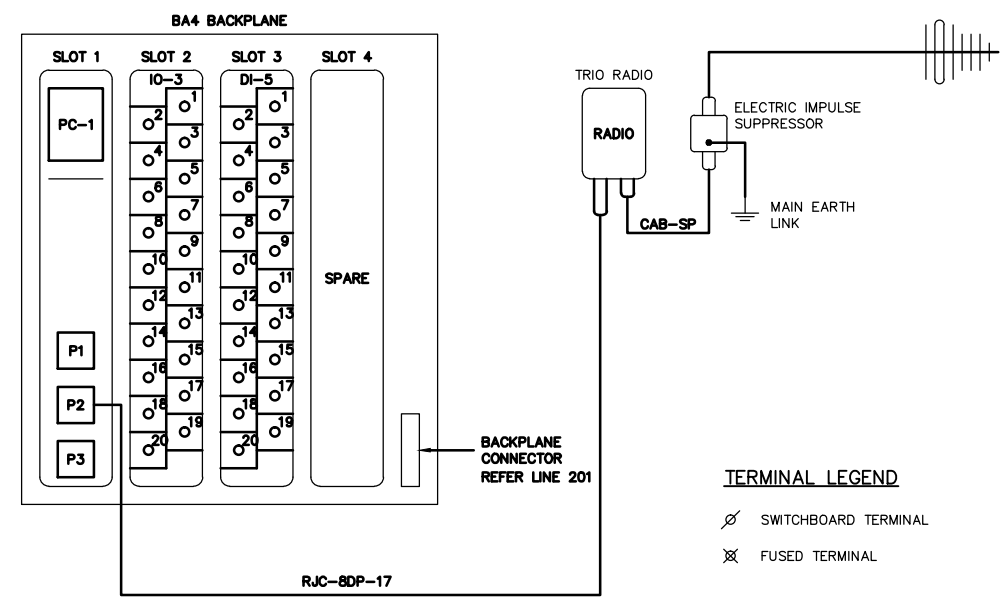 BA4 BACKPLANE
SLOT 1
SLOT 2
SLOT 3
SLOT 4
IO-3
DI-5
PC-1
1
2
3
4
5
6
7
8
9
10
11
12
13
14
15
16
17
18
19
20
1
2
3
4
5
6
7
8
9
10
11
12
13
14
15
16
17
18
19
20
SPARE
P1
P2
P3
BACKPLANE
CONNECTOR
REFER LINE 201
RJC-8DP-17
TRIO RADIO
RADIO
CAB-SP
ELECTRIC IMPULSE
SUPPRESSOR
MAIN EARTH
LINK
TERMINAL LEGEND
SWITCHBOARD TERMINAL
FUSED TERMINAL